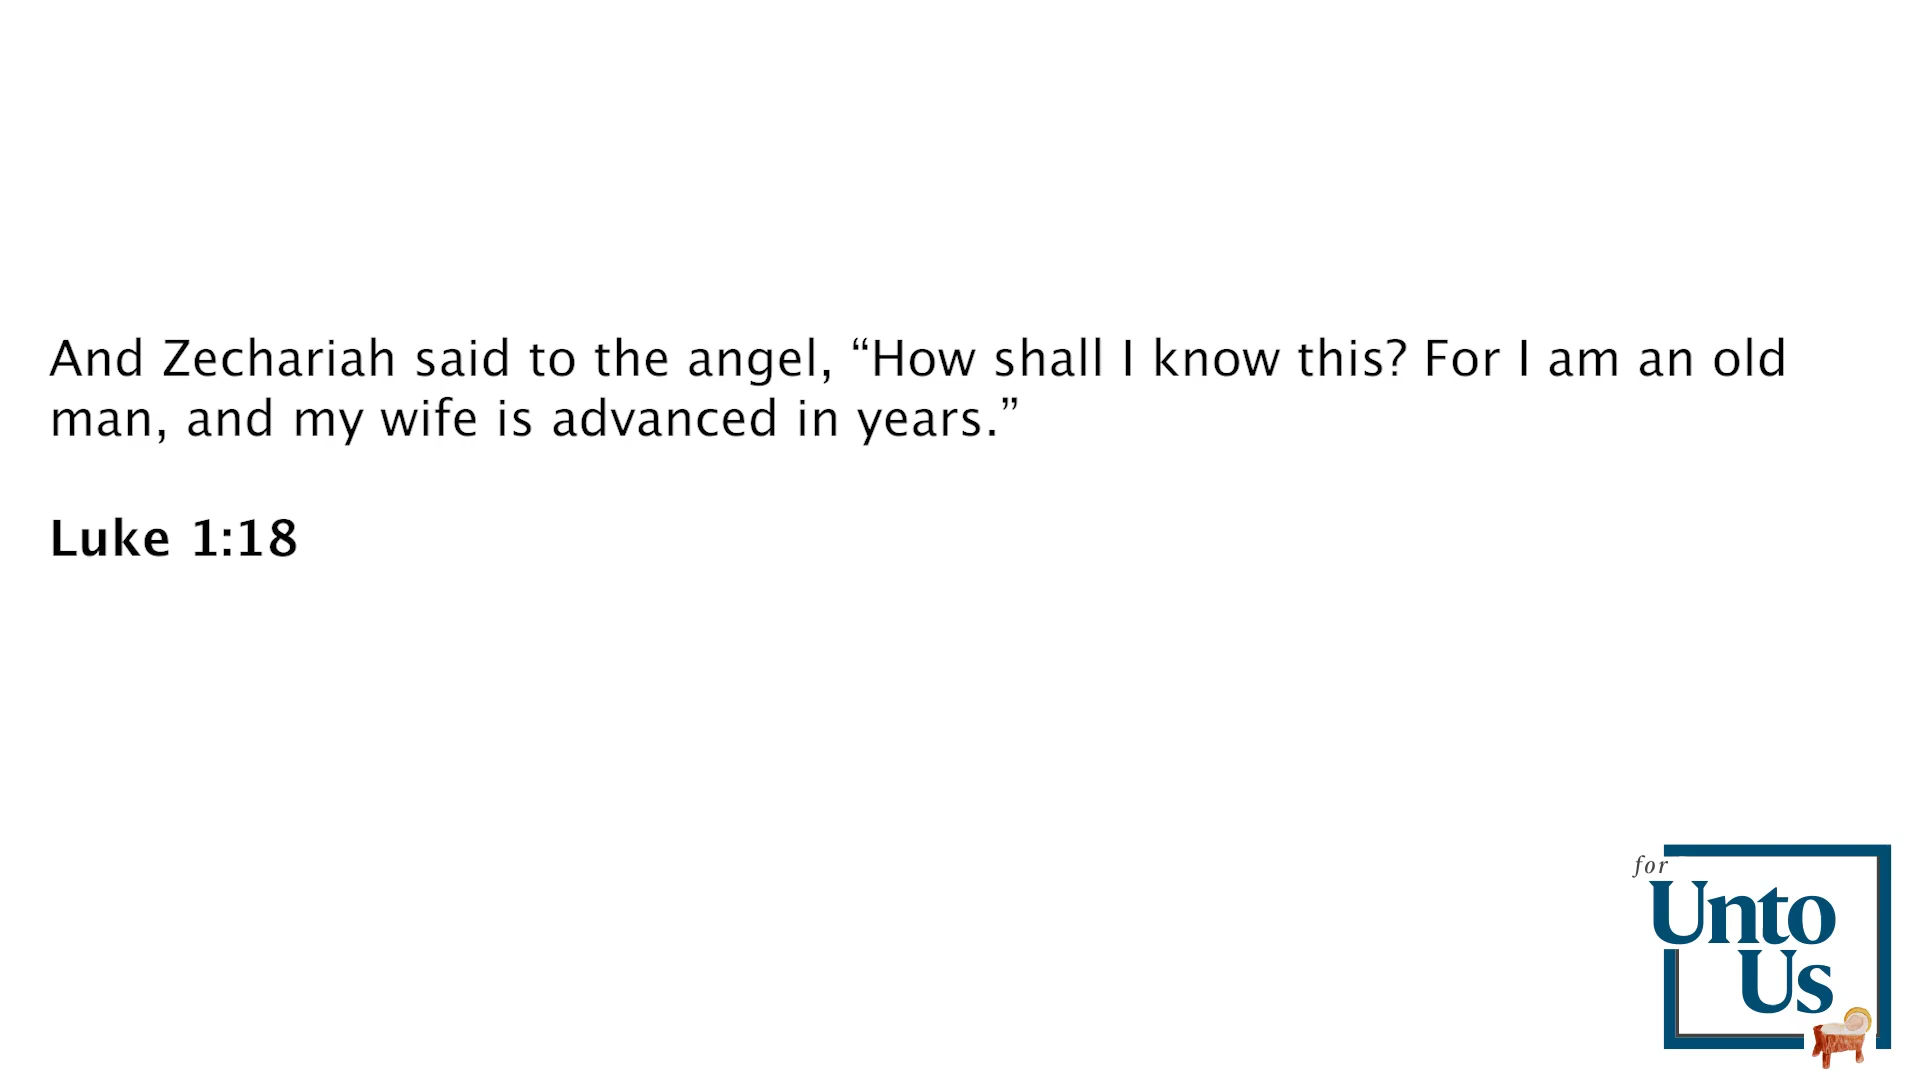 And Zechariah said to the angel, “How shall I know this? For I am an old
man, and my wife is advanced in years.”
Luke 1:18
for
Unto
Us